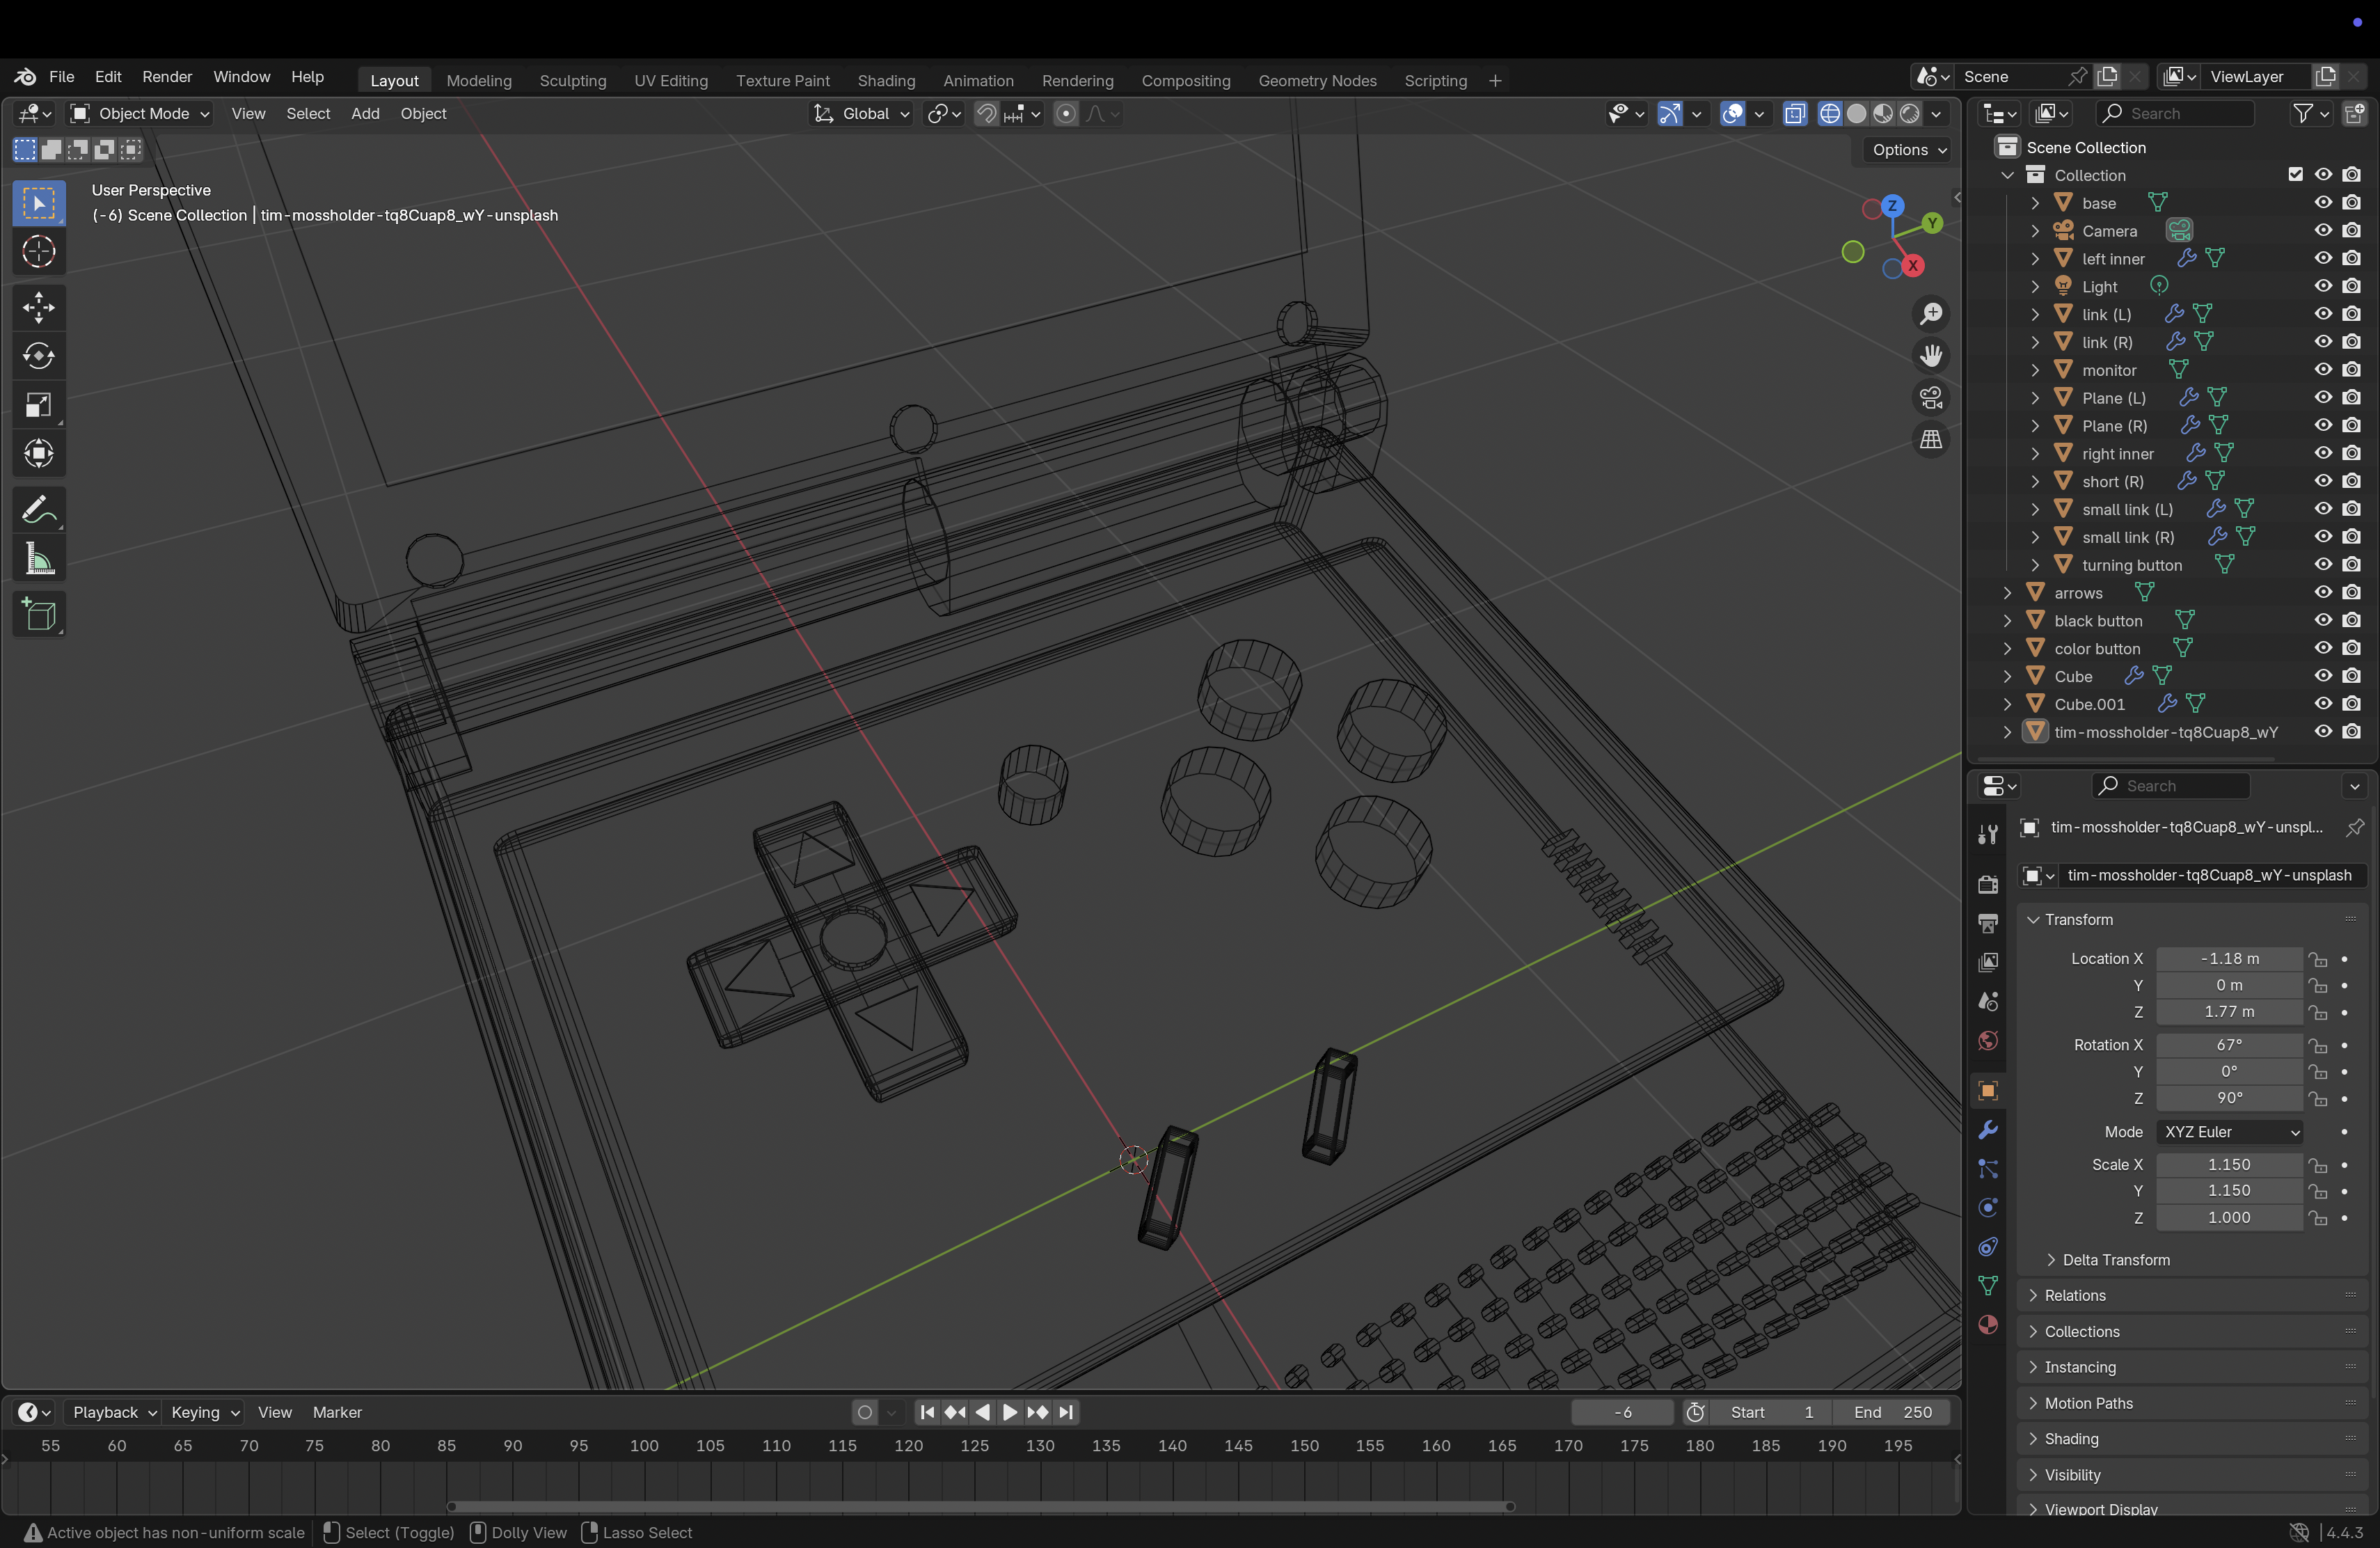 File Edit Render Window Help Layout Modeling Sculpting UV Editing Texture Paint Shading Animation Rendering Compositing Geometry Nodes Scripting + Scene ViewLayer
Object Mode View Select Add Object Global Search
Options
User Perspective
(-6) Scene Collection | tim-mossholder-tq8Cuap8_wY-unsplash
Z
Y
X
Scene Collection
Collection
base
Camera
left inner
Light
link (L)
link (R)
monitor
Plane (L)
Plane (R)
right inner
short (R)
small link (L)
small link (R)
turning button
arrows
black button
color button
Cube
Cube.001
tim-mossholder-tq8Cuap8_wY
Search
tim-mossholder-tq8Cuap8_wY-unspl...
tim-mossholder-tq8Cuap8_wY-unsplash
Transform
Location X -1.18 m
Y 0 m
Z 1.77 m
Rotation X 67°
Y 0°
Z 90°
Mode XYZ Euler
Scale X 1.150
Y 1.150
Z 1.000
Delta Transform
Relations
Collections
Instancing
Motion Paths
Shading
Visibility
Viewport Display
Playback Keying View Marker -6 Start 1 End 250
55 60 65 70 75 80 85 90 95 100 105 110 115 120 125 130 135 140 145 150 155 160 165 170 175 180 185 190 195
Active object has non-uniform scale Select (Toggle) Dolly View Lasso Select 4.4.3